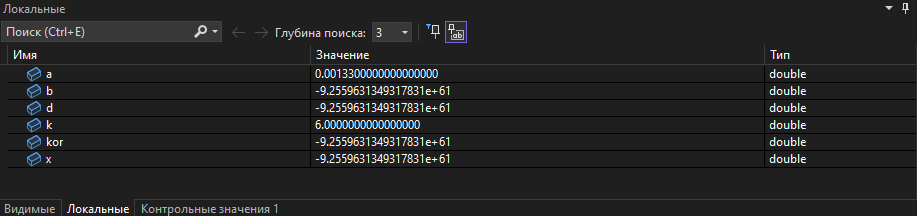 Локальные
Поиск (Ctrl+E) Глубина поиска: 3
Имя Значение Тип
a 0.0013300000000000000 double
b -9.2559631349317831e+61 double
d -9.2559631349317831e+61 double
k 6.0000000000000000 double
kor -9.2559631349317831e+61 double
x -9.2559631349317831e+61 double
Видимые Локальные Контрольные значения 1